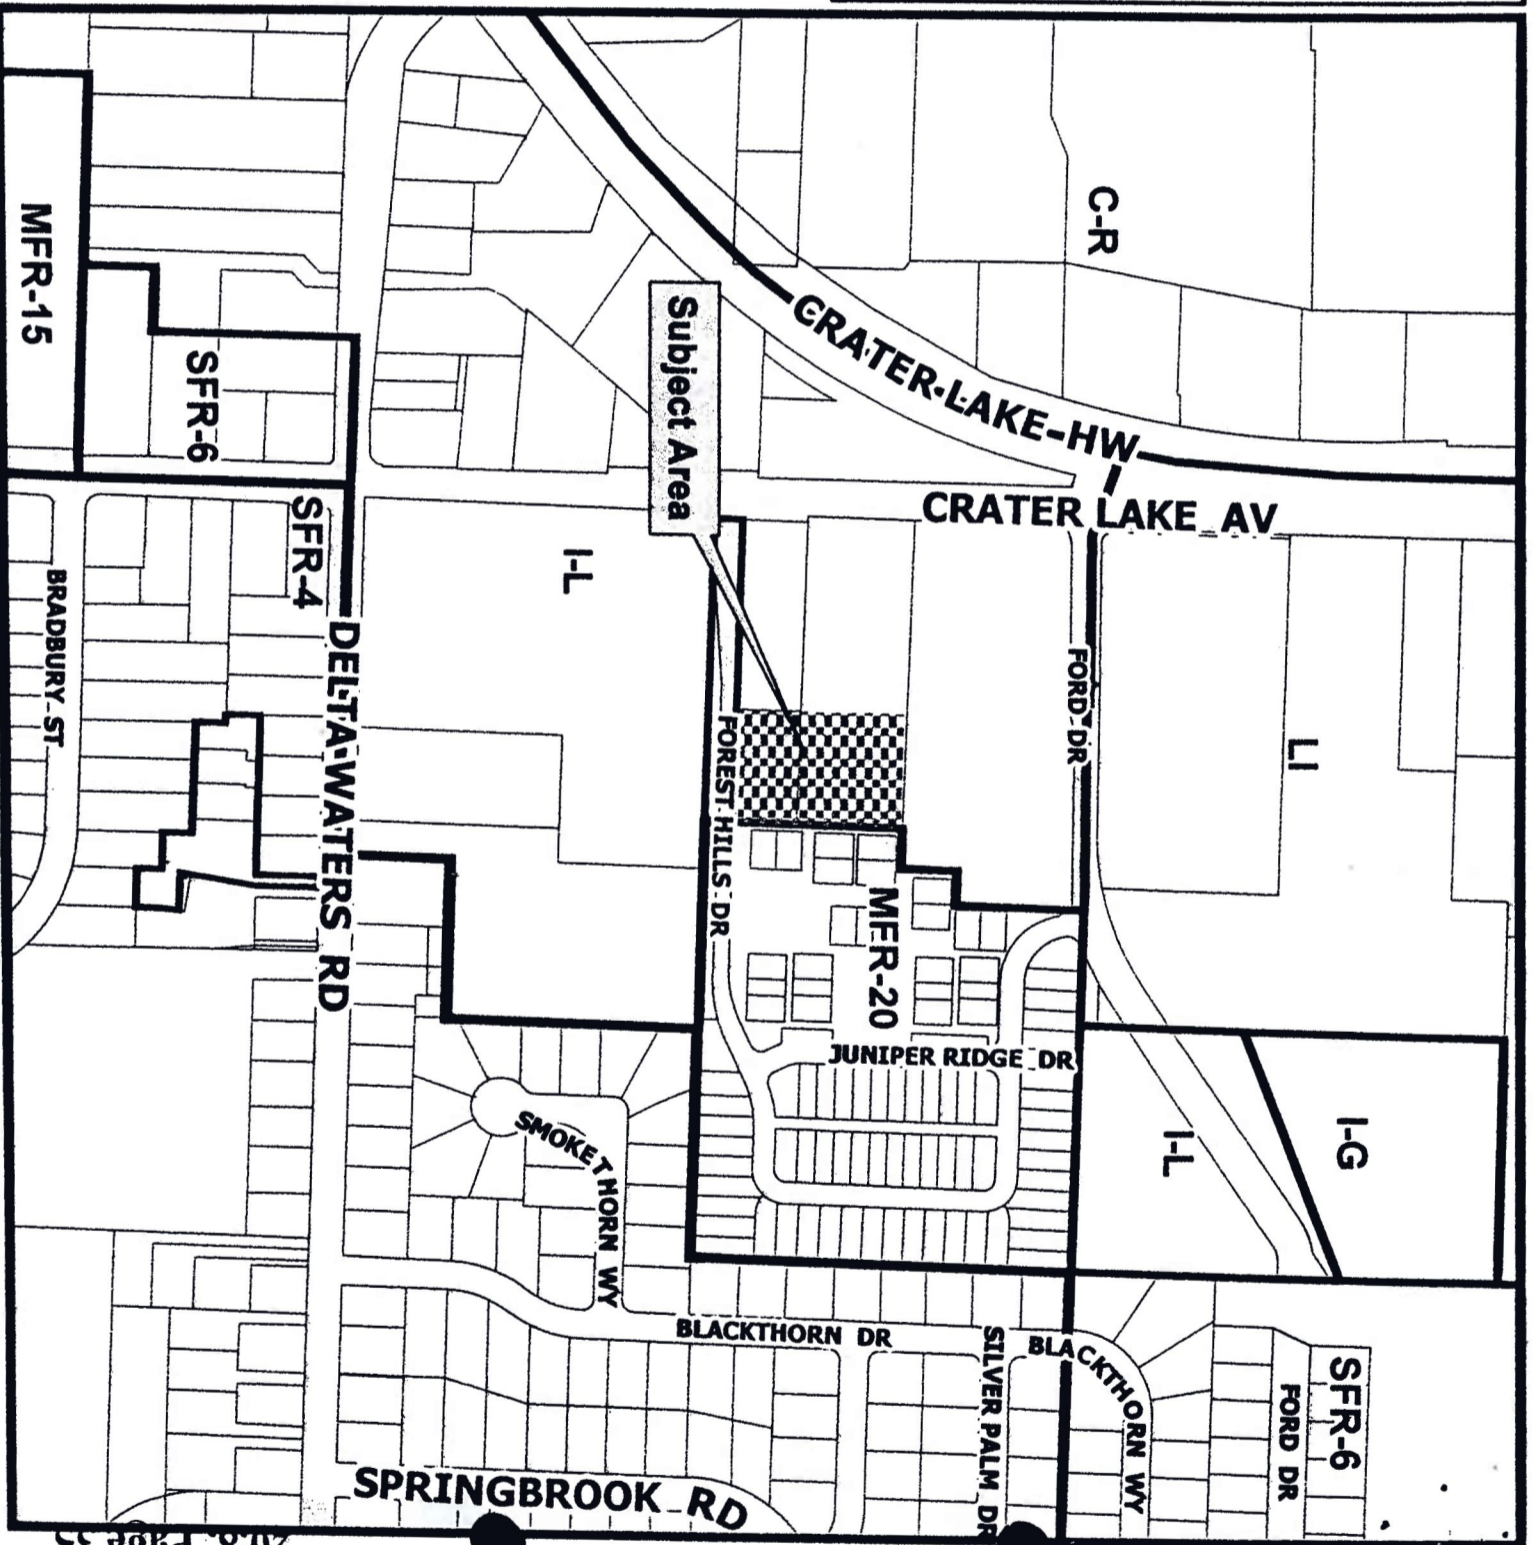 C-R
MFR-15
SFR-6
Subject Area
CRATER LAKE HW
CRATER LAKE AV
SFR-4
I-L
BRADBURY ST
DELTA WATERS RD
FORD DR
LI
FOREST HILLS DR
MFR-20
JUNIPER RIDGE DR
I-L
I-G
SMOKETHORN WY
BLACKTHORN DR
SILVER PALM DR
BLACKTHORN WY
FORD DR
SFR-6
SPRINGBROOK RD
Page 33